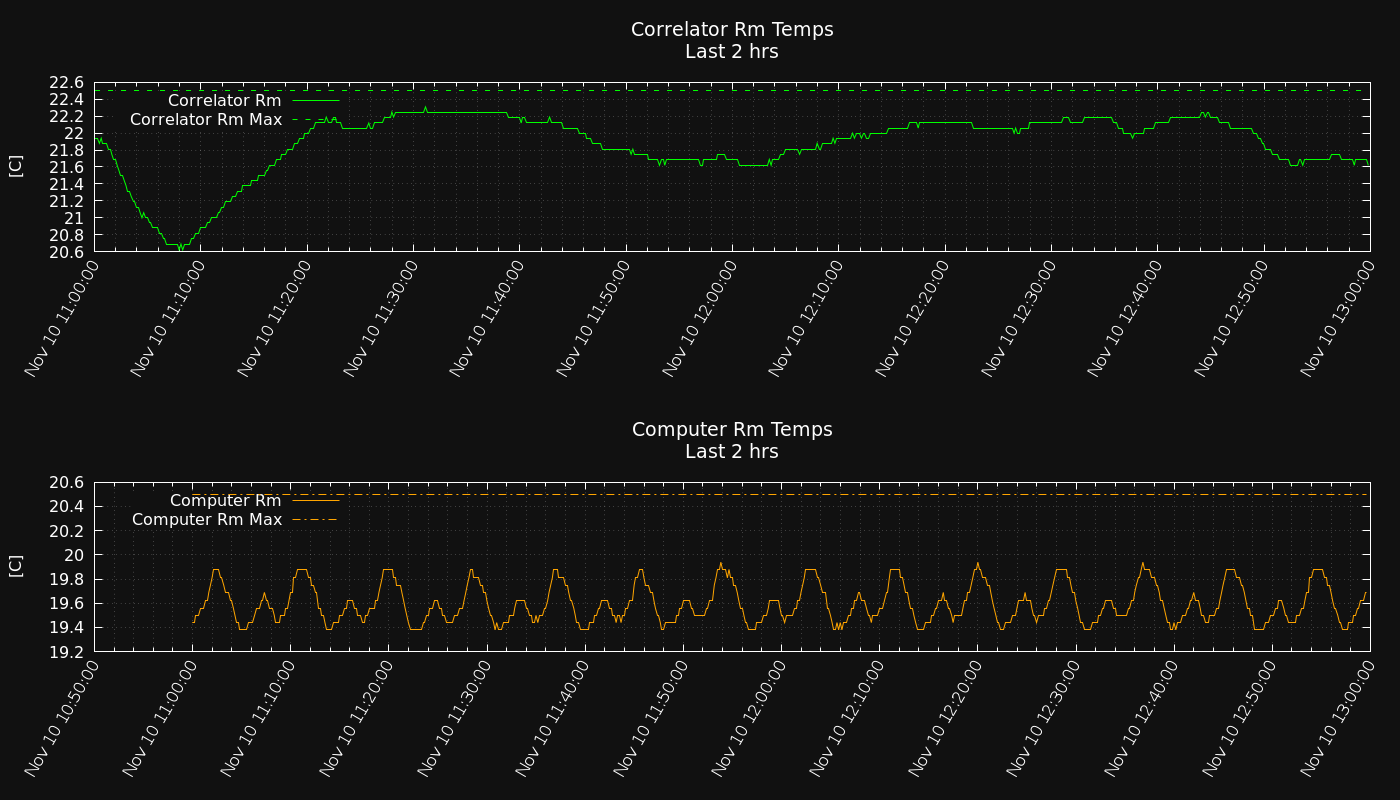 Correlator Rm Temps
Last 2 hrs
[C]
22.6
22.4
22.2
22
21.8
21.6
21.4
21.2
21
20.8
20.6
Correlator Rm
Correlator Rm Max
Nov 10 11:00:00
Nov 10 11:10:00
Nov 10 11:20:00
Nov 10 11:30:00
Nov 10 11:40:00
Nov 10 11:50:00
Nov 10 12:00:00
Nov 10 12:10:00
Nov 10 12:20:00
Nov 10 12:30:00
Nov 10 12:40:00
Nov 10 12:50:00
Nov 10 13:00:00
Computer Rm Temps
Last 2 hrs
[C]
20.6
20.4
20.2
20
19.8
19.6
19.4
19.2
Computer Rm
Computer Rm Max
Nov 10 10:50:00
Nov 10 11:00:00
Nov 10 11:10:00
Nov 10 11:20:00
Nov 10 11:30:00
Nov 10 11:40:00
Nov 10 11:50:00
Nov 10 12:00:00
Nov 10 12:10:00
Nov 10 12:20:00
Nov 10 12:30:00
Nov 10 12:40:00
Nov 10 12:50:00
Nov 10 13:00:00